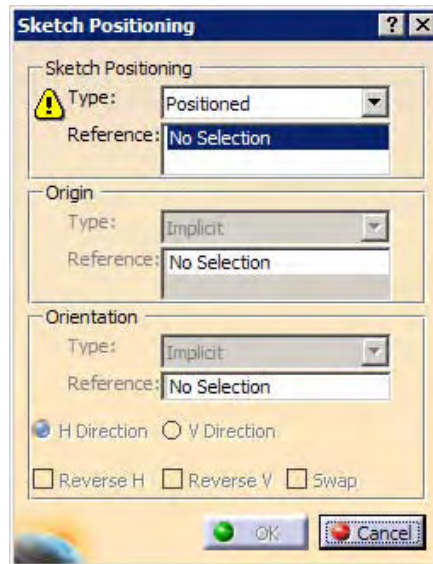 Sketch Positioning ? ×
Sketch Positioning
Type: Positioned
Reference: No Selection
Origin
Type: Implicit
Reference: No Selection
Orientation
Type: Implicit
Reference: No Selection
H Direction V Direction
Reverse H Reverse V Swap
OK Cancel